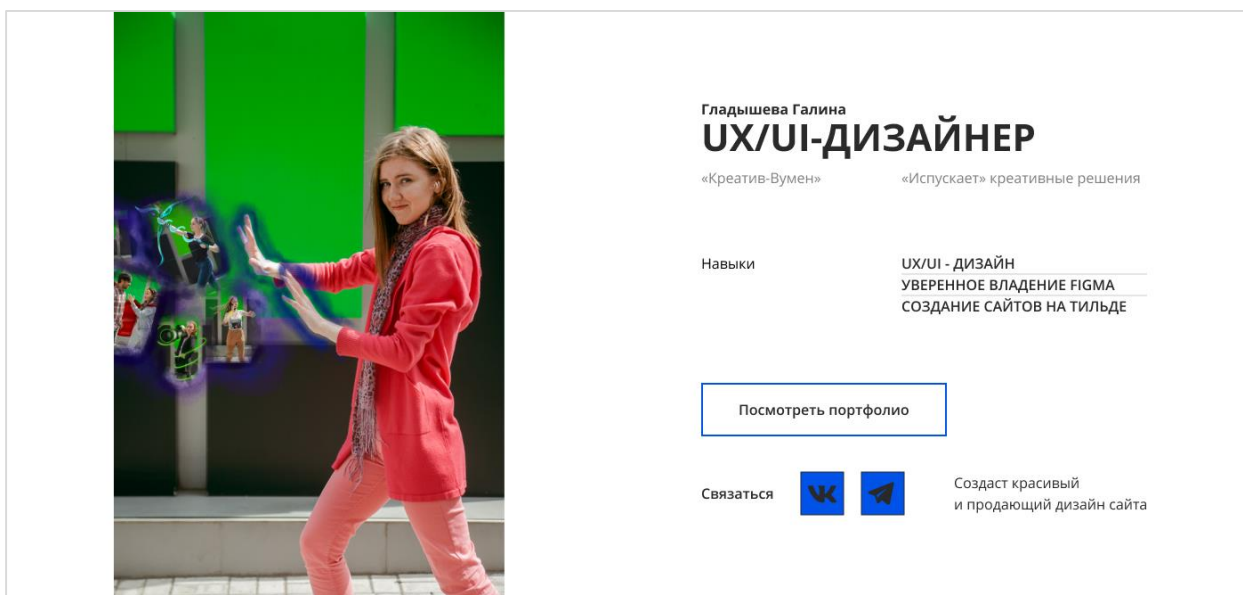 Гладышева Галина
UX/UI-ДИЗАЙНЕР
«Креатив-Вумен» «Испускает» креативные решения
Навыки UX/UI - ДИЗАЙН
УВЕРЕННОЕ ВЛАДЕНИЕ FIGMA
СОЗДАНИЕ САЙТОВ НА ТИЛЬДЕ
Посмотреть портфолио
Связаться
Создаст красивый
и продающий дизайн сайта